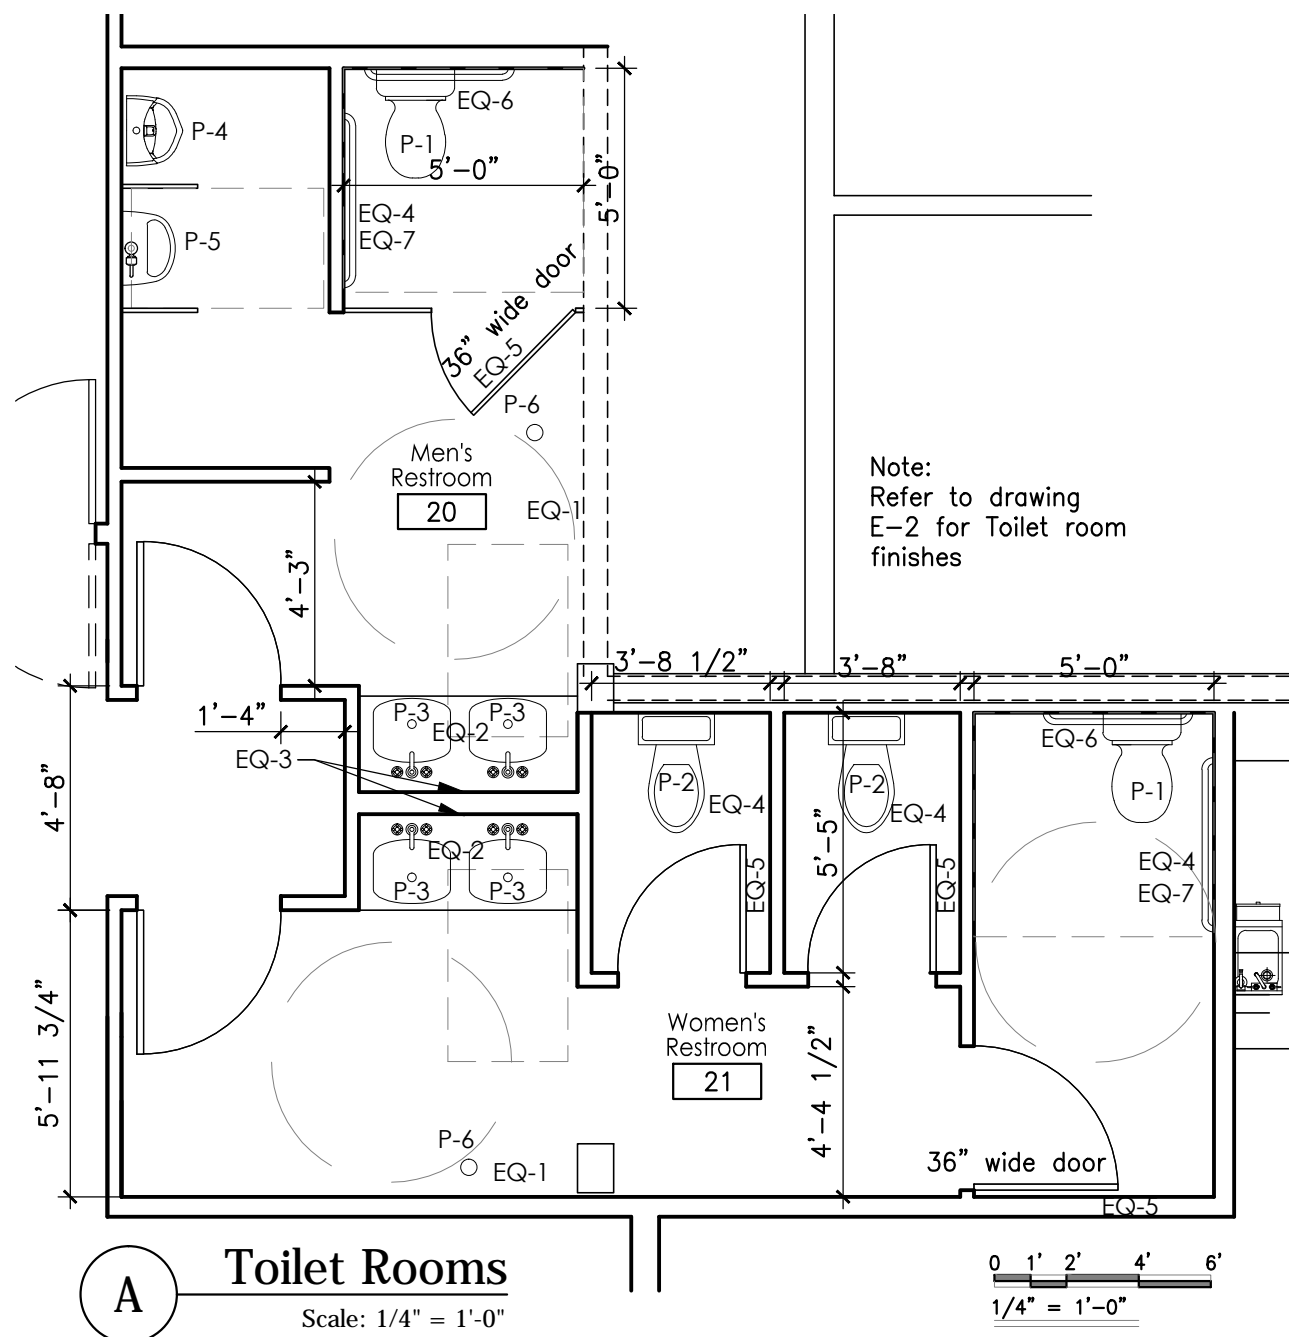 EQ-6
P-4
P-1
5'-0"
5'-0"
EQ-4
EQ-7
P-5
36" wide door
EQ-5
P-6
Men's
Restroom
20
EQ-1
Note:
Refer to drawing
E-2 for Toilet room
finishes
4'-3"
3'-8 1/2"
3'-8"
5'-0"
1'-4"
P-3
P-3
EQ-2
EQ-3
EQ-6
4'-8"
P-2
EQ-4
P-2
EQ-4
P-1
EQ-2
P-3
P-3
EQ-5
5'-5"
EQ-5
EQ-4
EQ-7
5'-11 3/4"
Women's
Restroom
21
4'-4 1/2"
P-6
EQ-1
36" wide door
EQ-5
A
Toilet Rooms
Scale: 1/4" = 1'-0"
0 1' 2' 4' 6'
1/4" = 1'-0"